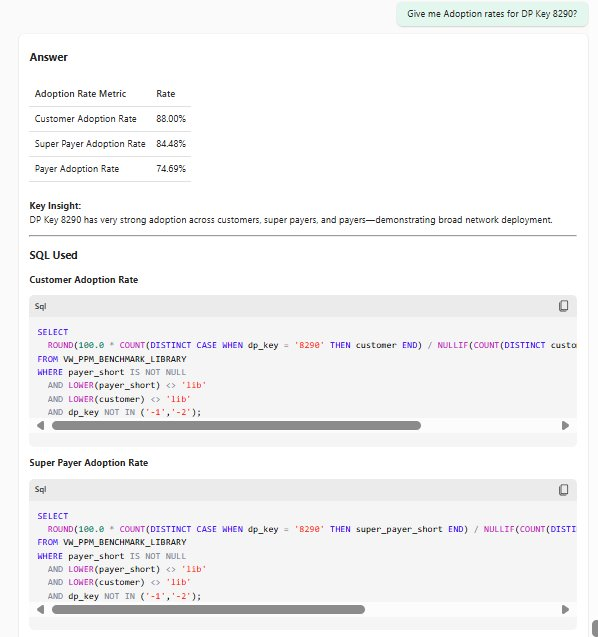 Give me Adoption rates for DP Key 8290?
Answer
Adoption Rate Metric Rate
Customer Adoption Rate 88.00%
Super Payer Adoption Rate 84.48%
Payer Adoption Rate 74.69%
Key Insight:
DP Key 8290 has very strong adoption across customers, super payers, and payers—demonstrating broad network deployment.
SQL Used
Customer Adoption Rate
Sql
SELECT
ROUND(100.0 * COUNT(DISTINCT CASE WHEN dp_key = '8290' THEN customer END) / NULLIF(COUNT(DISTINCT custo
FROM VW_PPM_BENCHMARK_LIBRARY
WHERE payer_short IS NOT NULL
AND LOWER(payer_short) <> 'lib'
AND LOWER(customer) <> 'lib'
AND dp_key NOT IN ('-1','-2');
Super Payer Adoption Rate
Sql
SELECT
ROUND(100.0 * COUNT(DISTINCT CASE WHEN dp_key = '8290' THEN super_payer_short END) / NULLIF(COUNT(DISTI
FROM VW_PPM_BENCHMARK_LIBRARY
WHERE payer_short IS NOT NULL
AND LOWER(payer_short) <> 'lib'
AND LOWER(customer) <> 'lib'
AND dp_key NOT IN ('-1','-2');